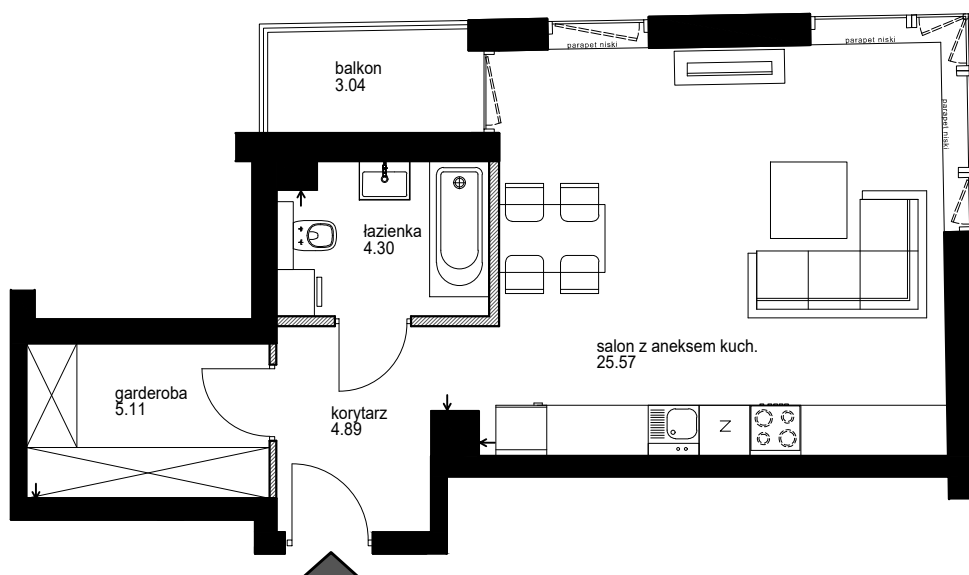 parapet niski
parapet niski
balkon
3.04
parapet niski
łazienka
4.30
salon z aneksem kuch.
25.57
garderoba
5.11
korytarz
4.89
Z